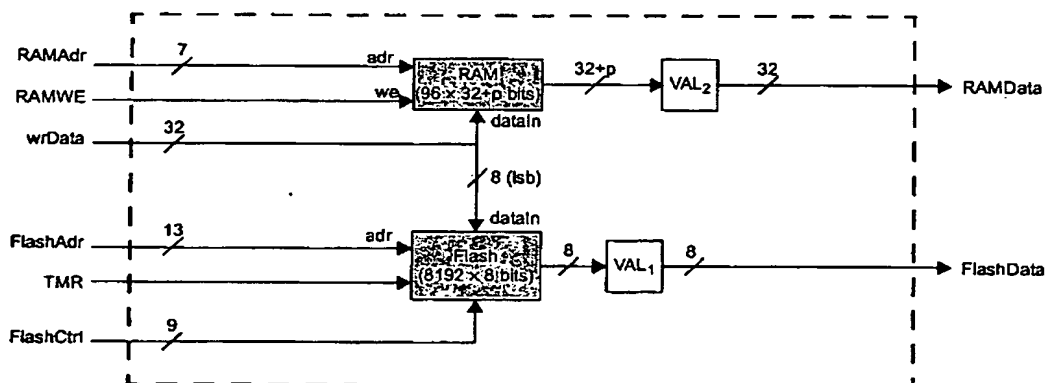 RAMAdr
7
adr
RAM
(96 × 32+p bits)
32+p
VAL2
32
RAMData
RAMWE
we
dataIn
wrData
32
8 (lsb)
dataIn
FlashAdr
13
adr
Flash
(8192 × 8 bits)
8
VAL1
8
FlashData
TMR
FlashCtrl
9